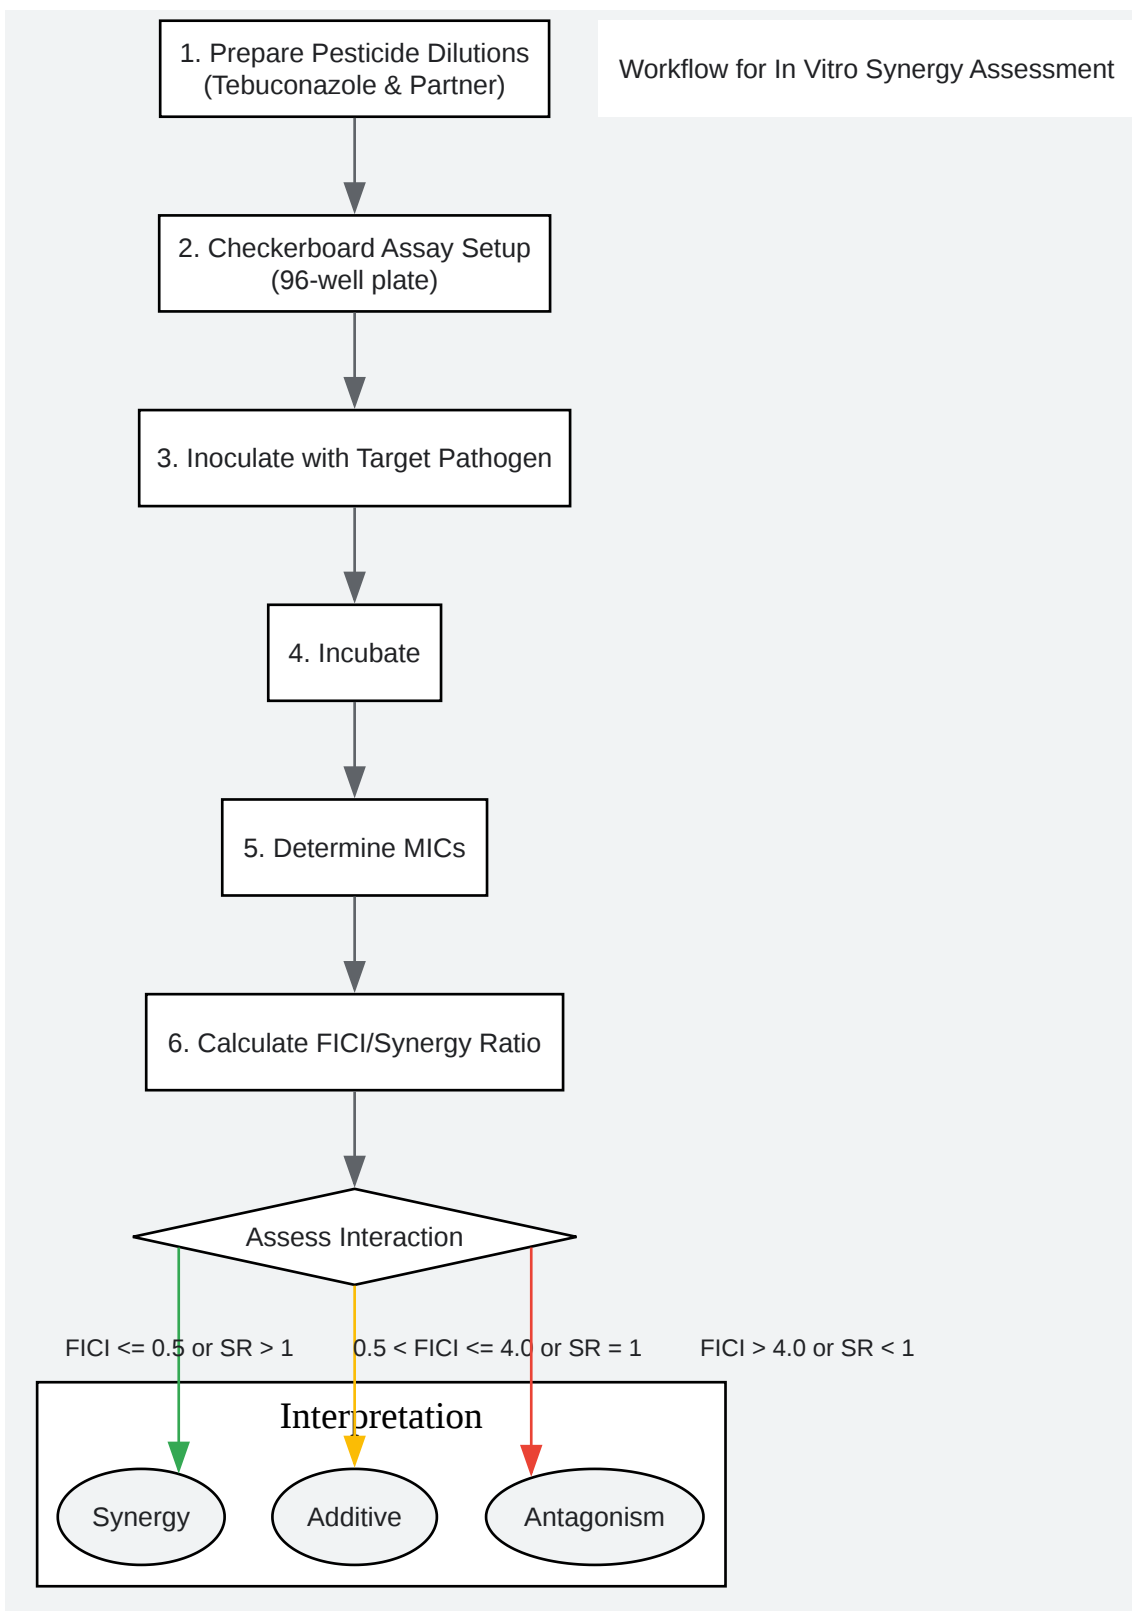 1. Prepare Pesticide Dilutions
(Tebuconazole & Partner)
Workflow for In Vitro Synergy Assessment
2. Checkerboard Assay Setup
(96-well plate)
3. Inoculate with Target Pathogen
4. Incubate
5. Determine MICs
6. Calculate FICI/Synergy Ratio
Assess Interaction
FICI <= 0.5 or SR > 1
0.5 < FICI <= 4.0 or SR = 1
FICI > 4.0 or SR < 1
Interpretation
Synergy
Additive
Antagonism